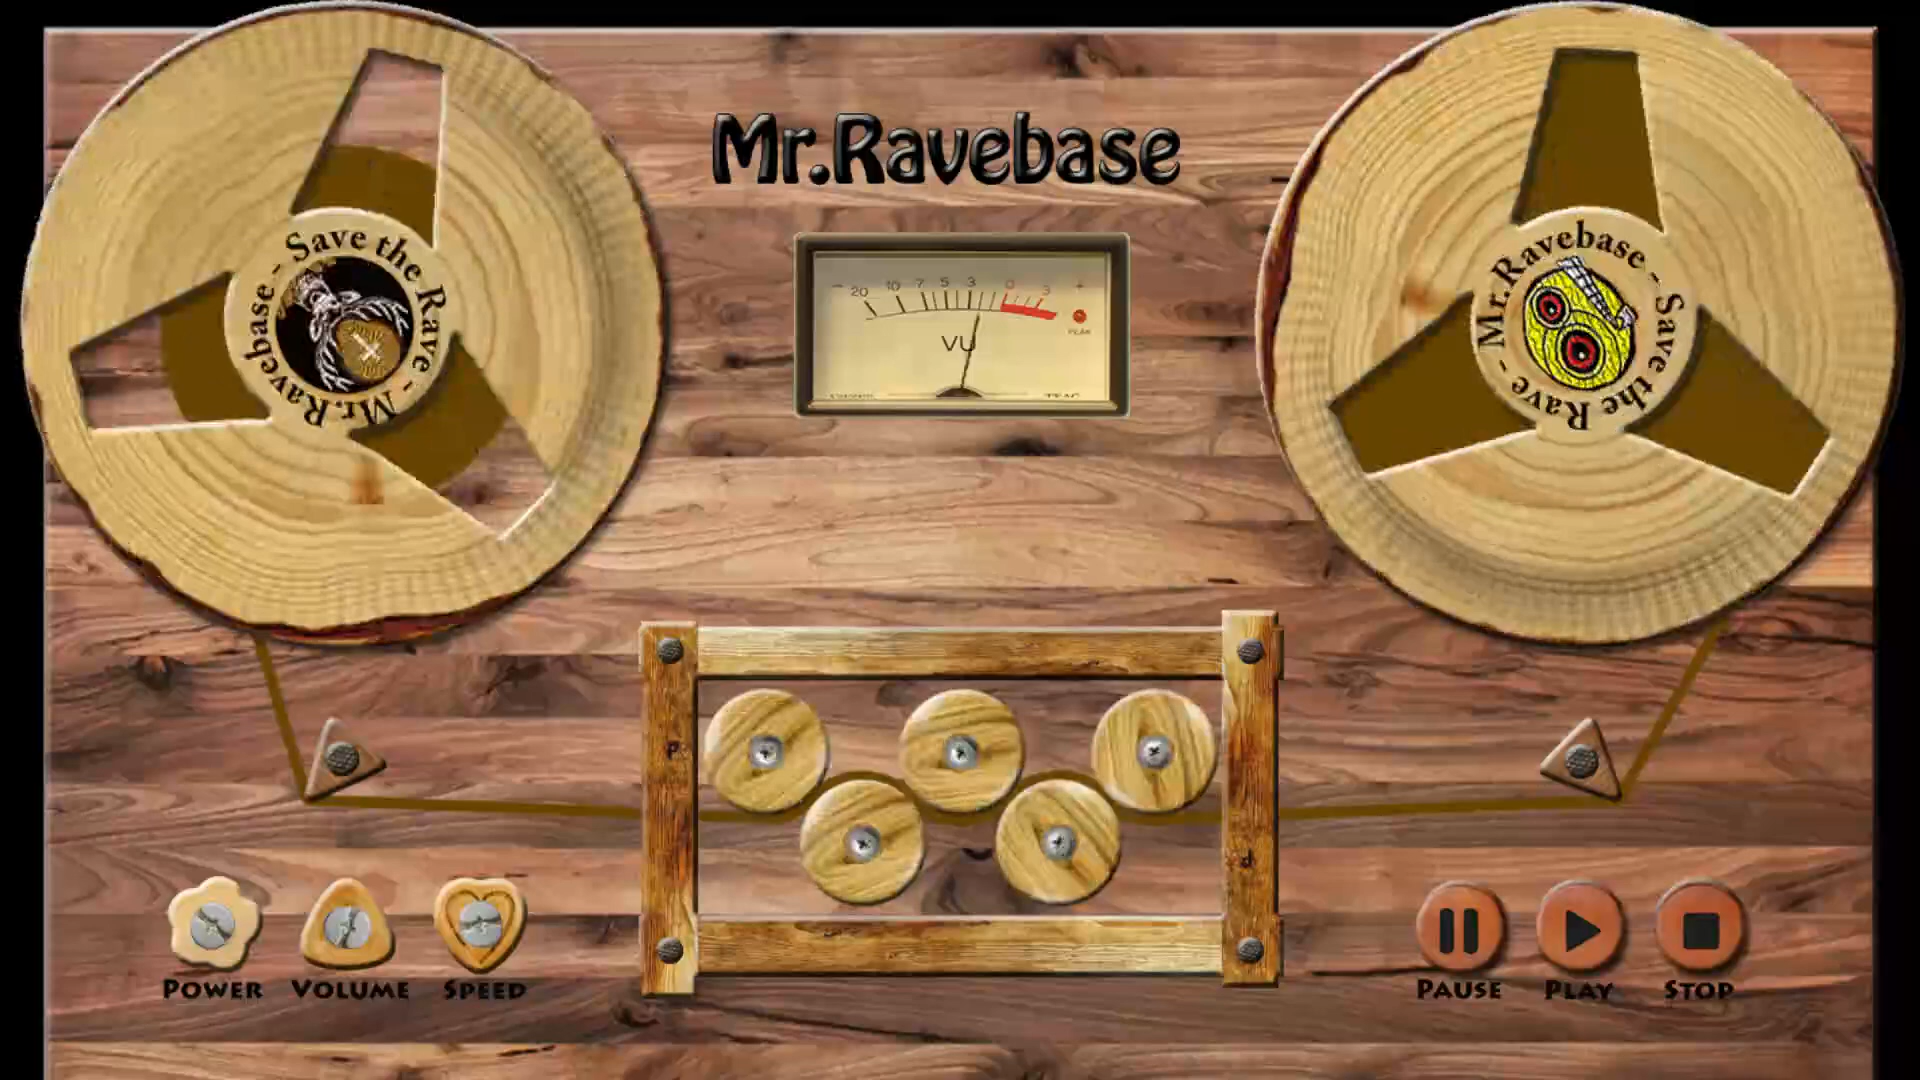 Mr.Ravebase
Save the Rave - Mr.Ravebase -
Mr.Ravebase - Save the Rave -
- 20 10 7 5 3 0 3 +
PEAK
VU
TEAC
POWER VOLUME SPEED
PAUSE PLAY STOP